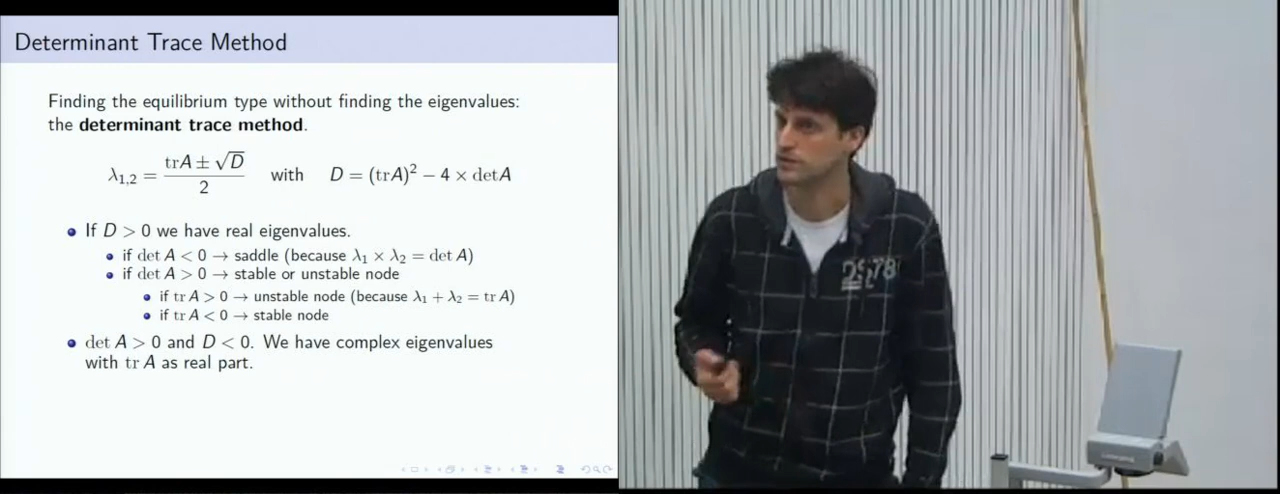 Determinant Trace Method
Finding the equilibrium type without finding the eigenvalues:
the determinant trace method.
λ1,2 = (trA ± √D) / 2 with D = (trA)² − 4 × detA
If D > 0 we have real eigenvalues.
if det A < 0 → saddle (because λ1 × λ2 = det A)
if det A > 0 → stable or unstable node
if tr A > 0 → unstable node (because λ1 + λ2 = tr A)
if tr A < 0 → stable node
det A > 0 and D < 0. We have complex eigenvalues
with tr A as real part.